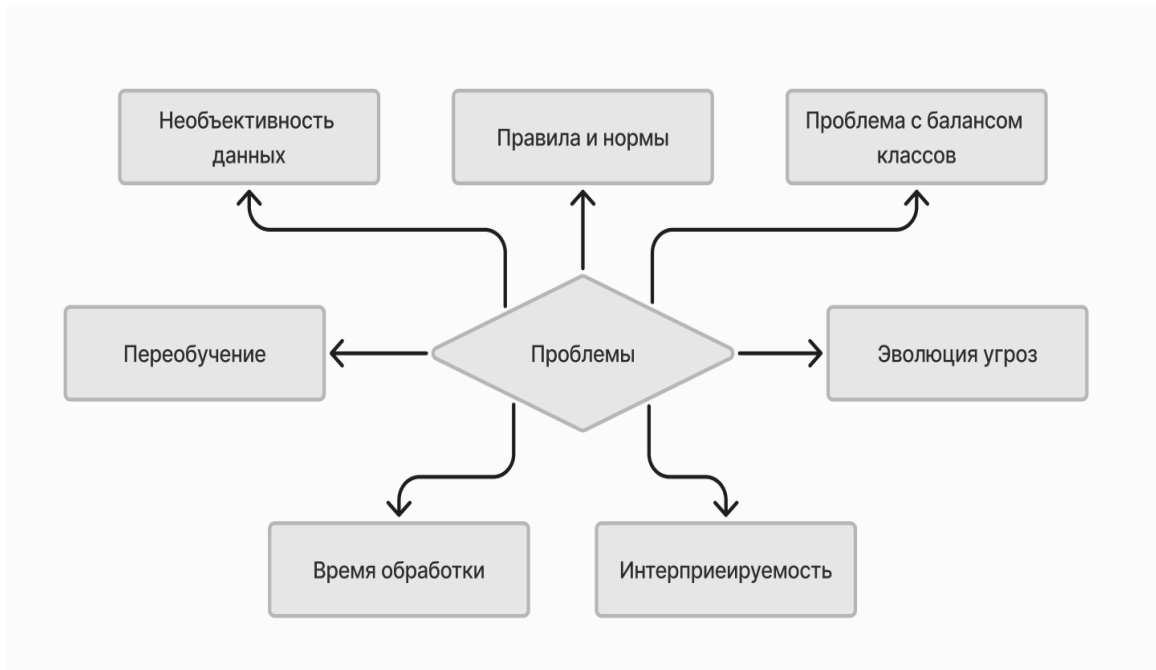 Необъективность
данных
Правила и нормы
Проблема с балансом
классов
Переобучение
Проблемы
Эволюция угроз
Время обработки
Интерприеируемость